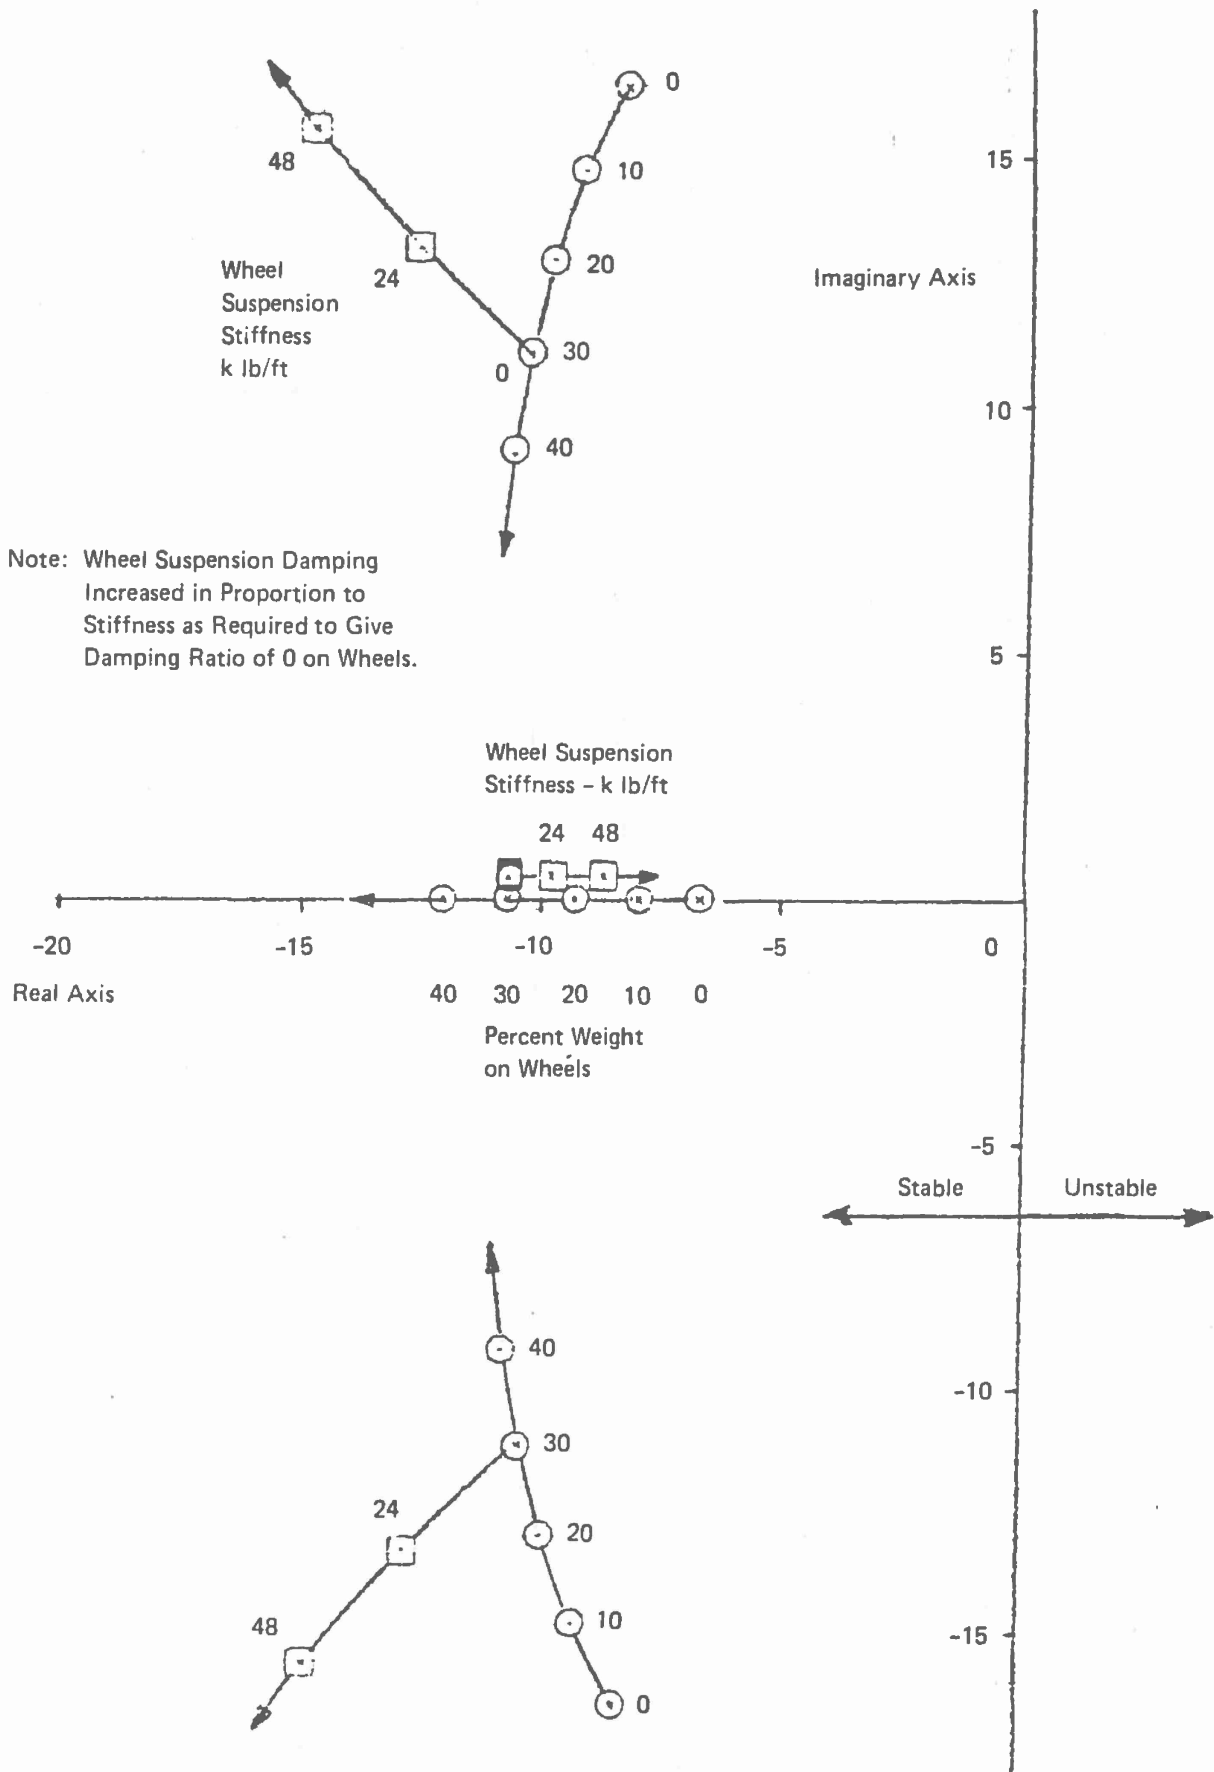 0
15
48
10
20
Wheel
Suspension
Stiffness
k lb/ft
24
Imaginary Axis
30
0
10
40
Note: Wheel Suspension Damping
Increased in Proportion to
Stiffness as Required to Give
Damping Ratio of 0 on Wheels.
5
Wheel Suspension
Stiffness – k lb/ft
24 48
-20 -15 -10 -5 0
Real Axis
40 30 20 10 0
Percent Weight
on Wheels
-5
Stable Unstable
40
-10
30
24
20
10
48
-15
0